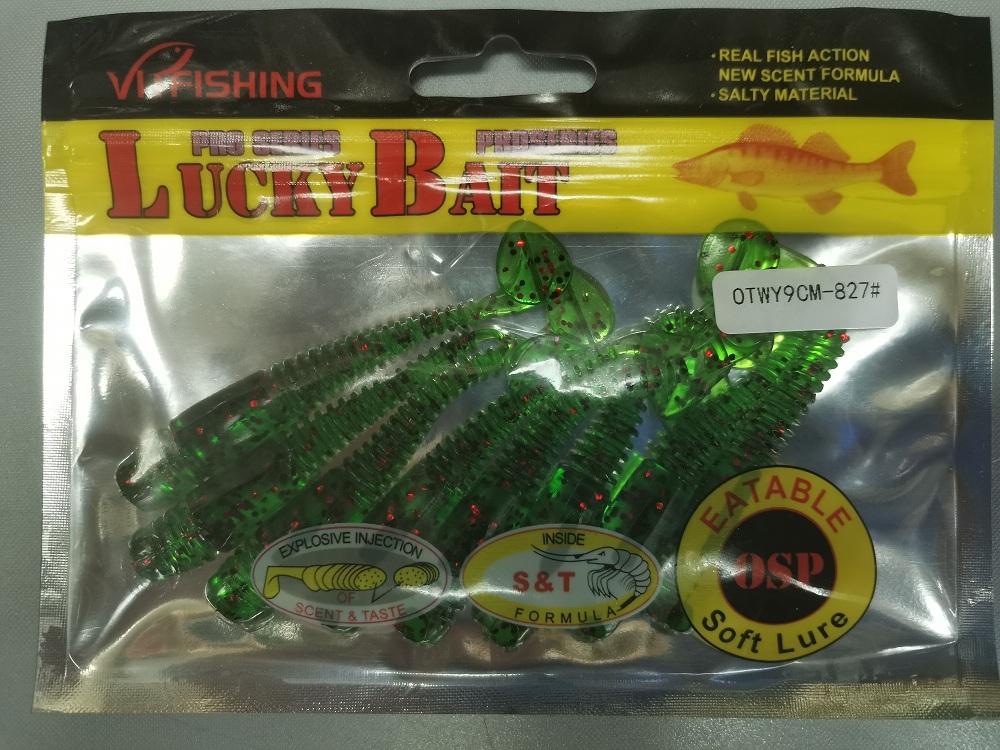 VITFISHING
· REAL FISH ACTION
NEW SCENT FORMULA
· SALTY MATERIAL
PRO SERIES PROSERIES
LUCKY BAIT
OTWY9CM-827#
EXPLOSIVE INJECTION
OF
SCENT & TASTE
INSIDE
S & T
FORMULA
EATABLE
OSP
Soft Lure